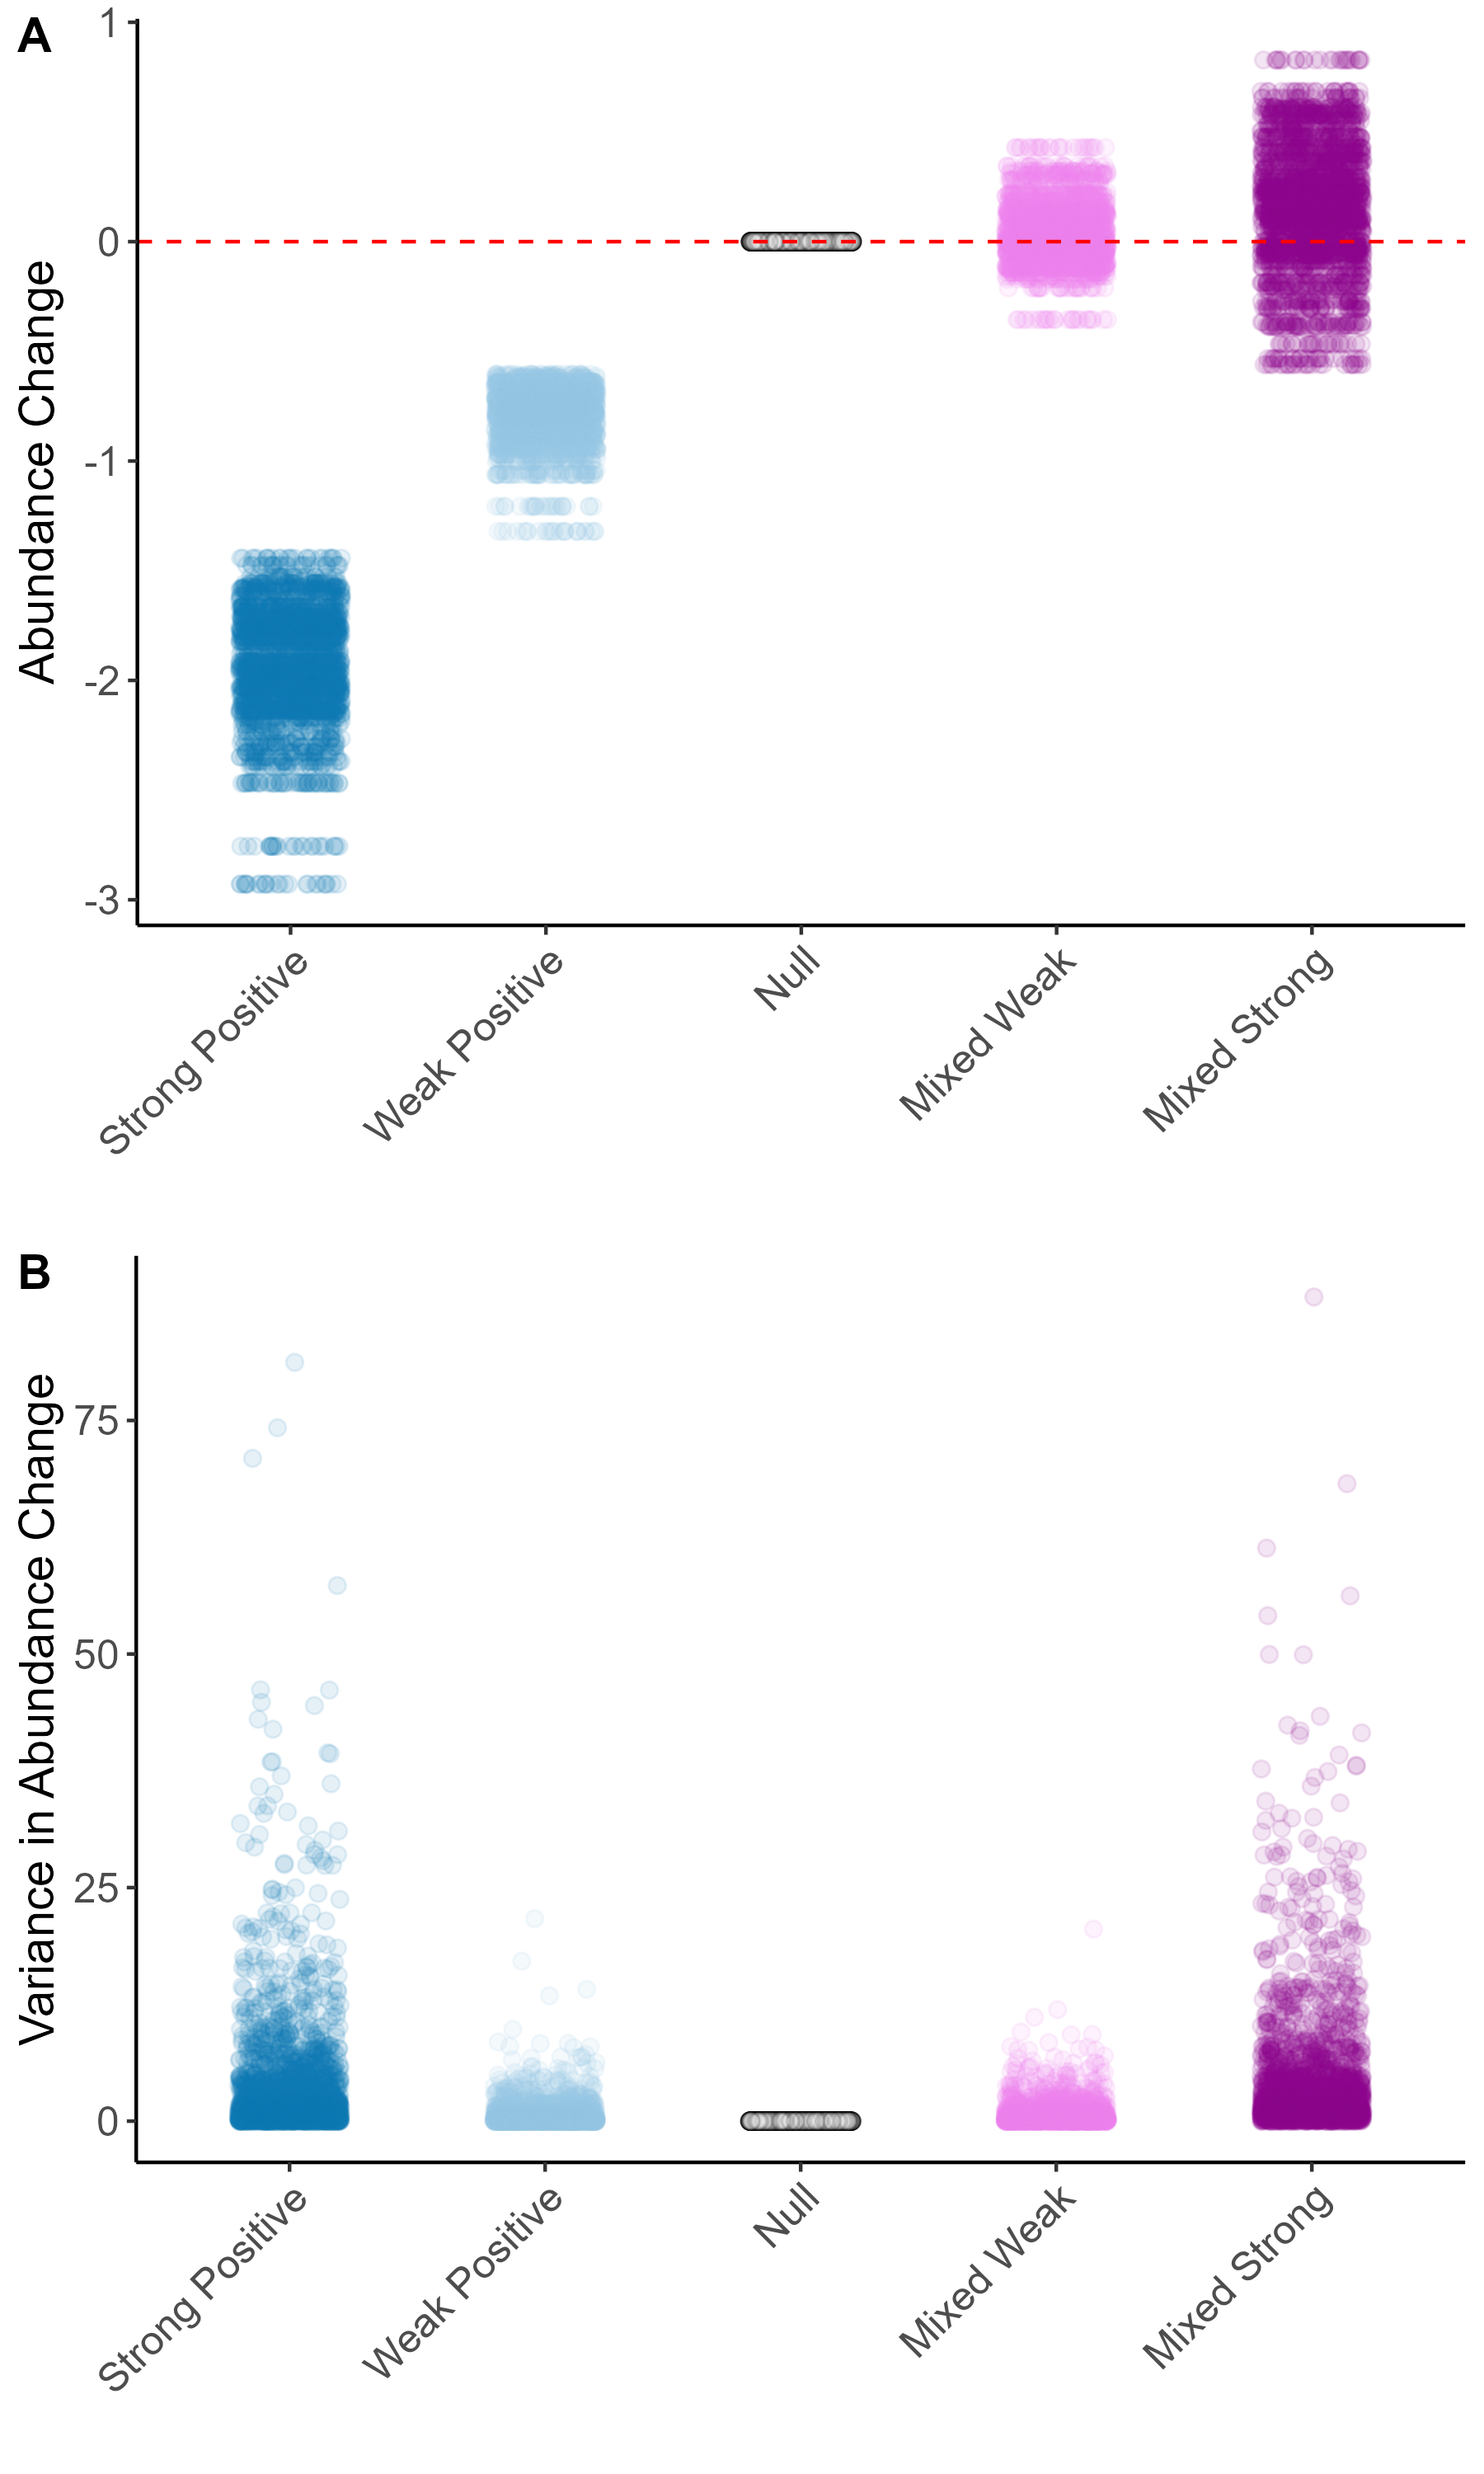 A
Abundance Change
1
0
-1
-2
-3
Strong Positive
Weak Positive
Null
Mixed Weak
Mixed Strong
B
Variance in Abundance Change
75
50
25
0
Strong Positive
Weak Positive
Null
Mixed Weak
Mixed Strong